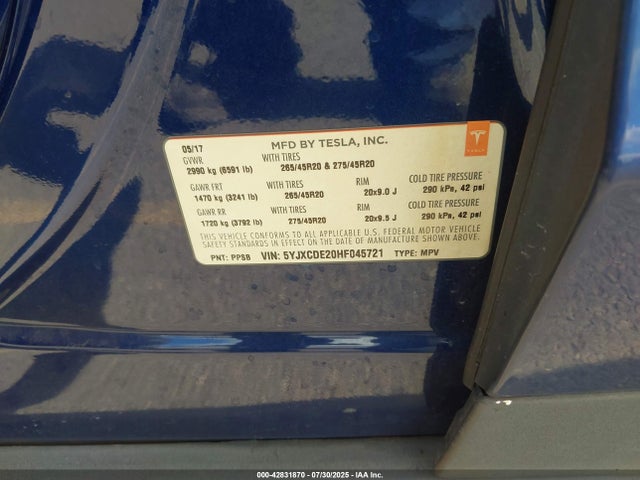 05/17 MFD BY TESLA, INC.
GVWR WITH TIRES
2990 kg (6591 lb) 265/45R20 & 275/45R20
GAWR FRT WITH TIRES RIM COLD TIRE PRESSURE
1470 kg (3241 lb) 265/45R20 20x9.0 J 290 kPa, 42 psi
GAWR RR WITH TIRES RIM COLD TIRE PRESSURE
1720 kg (3792 lb) 275/45R20 20x9.5 J 290 kPa, 42 psi
THIS VEHICLE CONFORMS TO ALL APPLICABLE U.S. FEDERAL MOTOR VEHICLE
SAFETY STANDARDS IN EFFECT ON THE DATE OF MANUFACTURE SHOWN ABOVE.
PNT: PPSB VIN: 5YJXCDE20HF045721 TYPE: MPV
TESLA
000-42831870 | 07/30/2025 | IAA Inc.